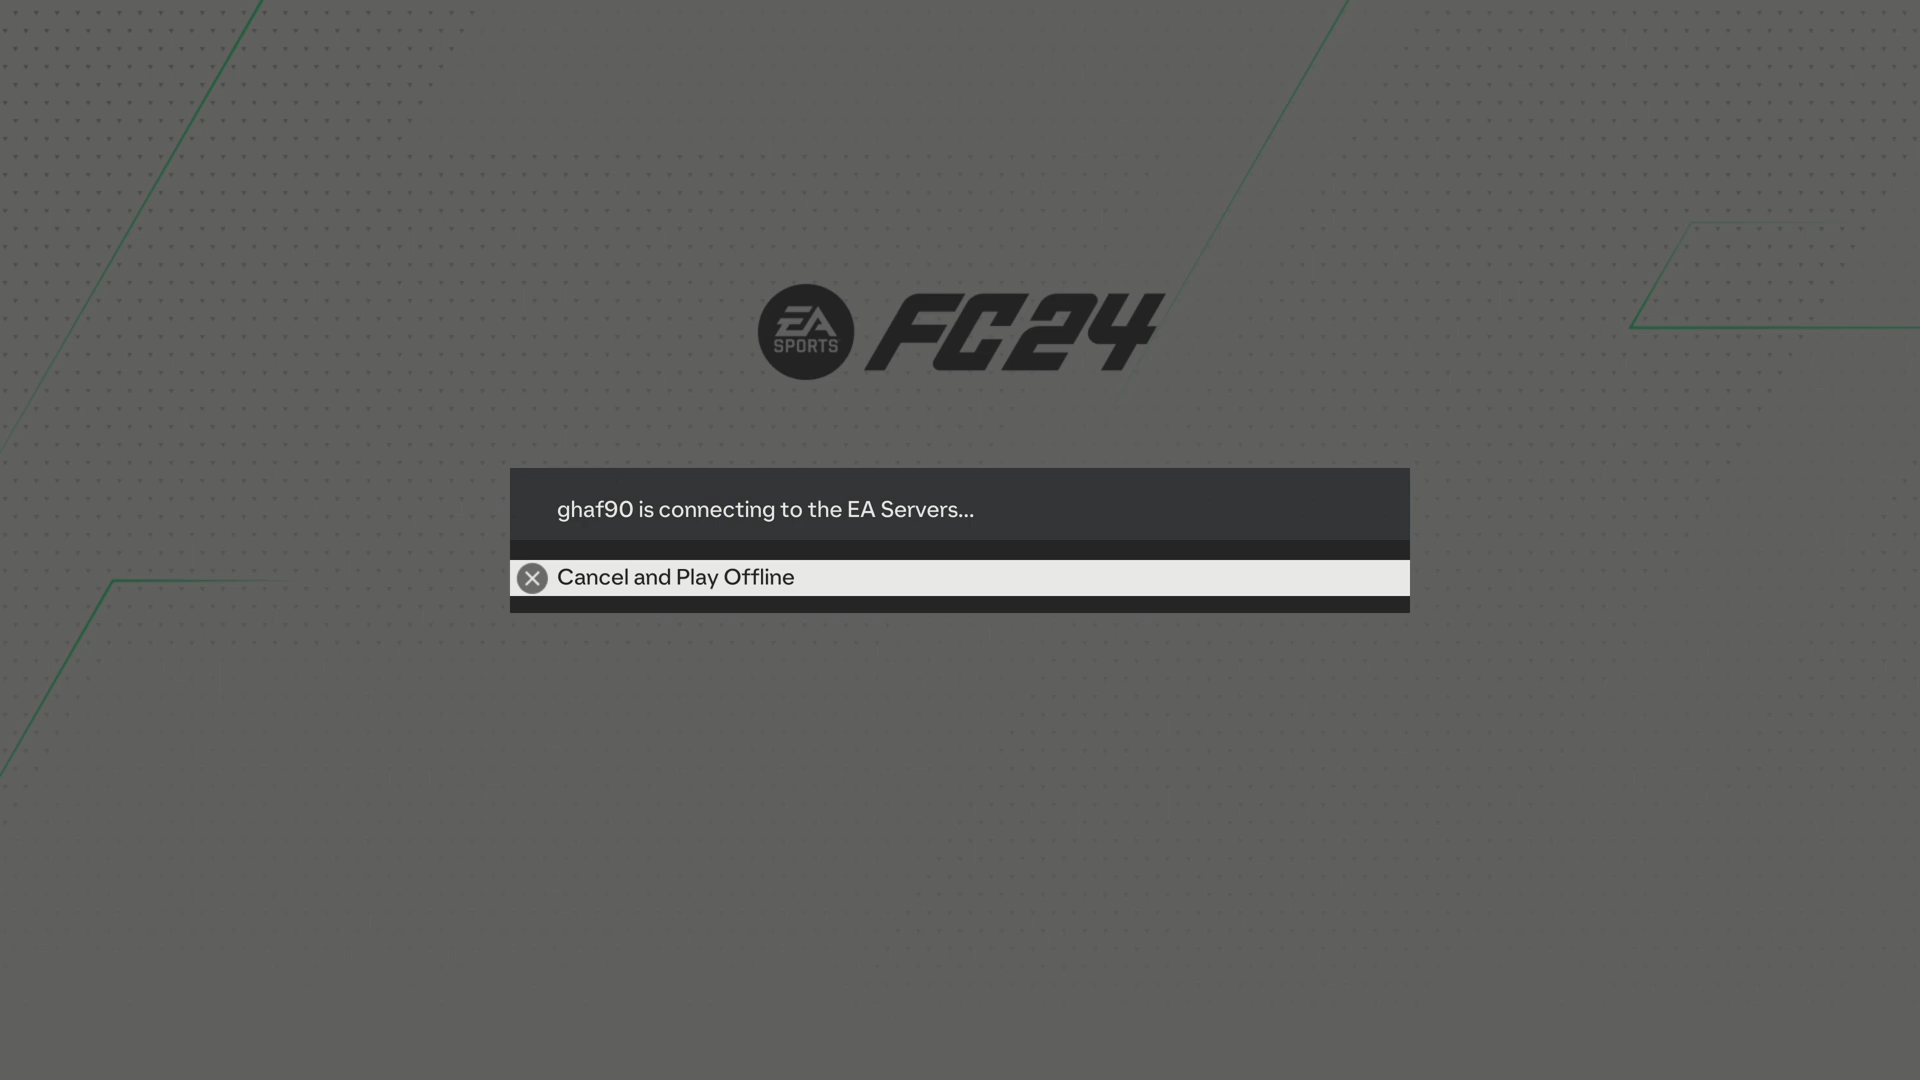 EA
SPORTS
FC24
ghaf90 is connecting to the EA Servers...
Cancel and Play Offline